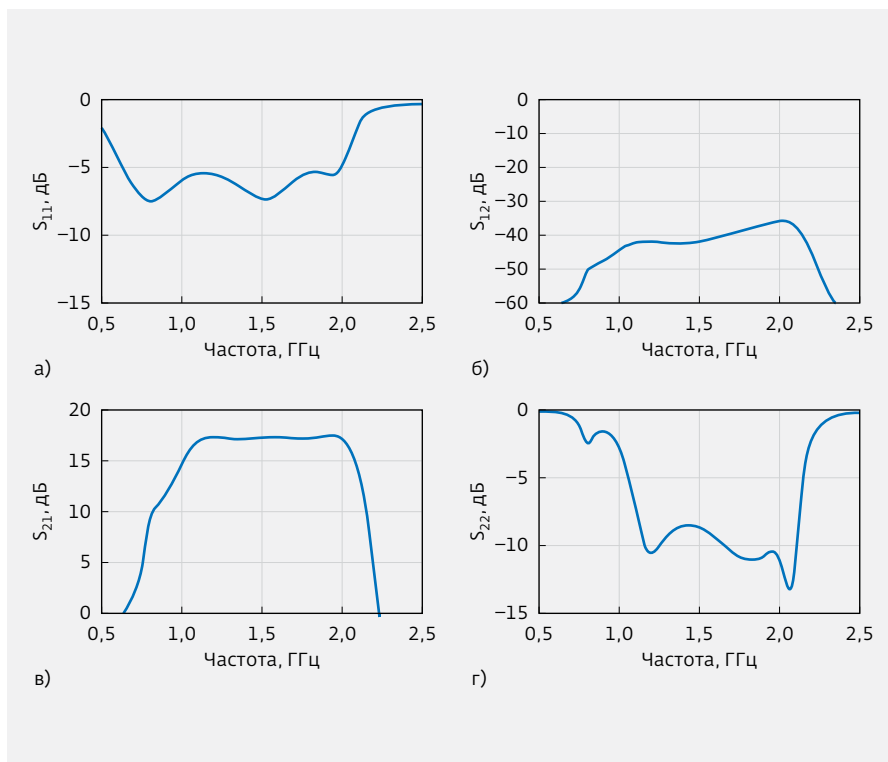 0
−5
−10
−15
S11, дБ
0,5 1,0 1,5 2,0 2,5
Частота, ГГц
а)
0
−10
−20
−30
−40
−50
−60
S12, дБ
0,5 1,0 1,5 2,0 2,5
Частота, ГГц
б)
20
15
10
5
0
S21, дБ
0,5 1,0 1,5 2,0 2,5
Частота, ГГц
в)
0
−5
−10
−15
S22, дБ
0,5 1,0 1,5 2,0 2,5
Частота, ГГц
г)